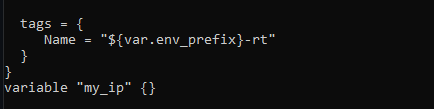 tags = {
Name = "${var.env_prefix}-rt"
}
}
variable "my_ip" {}